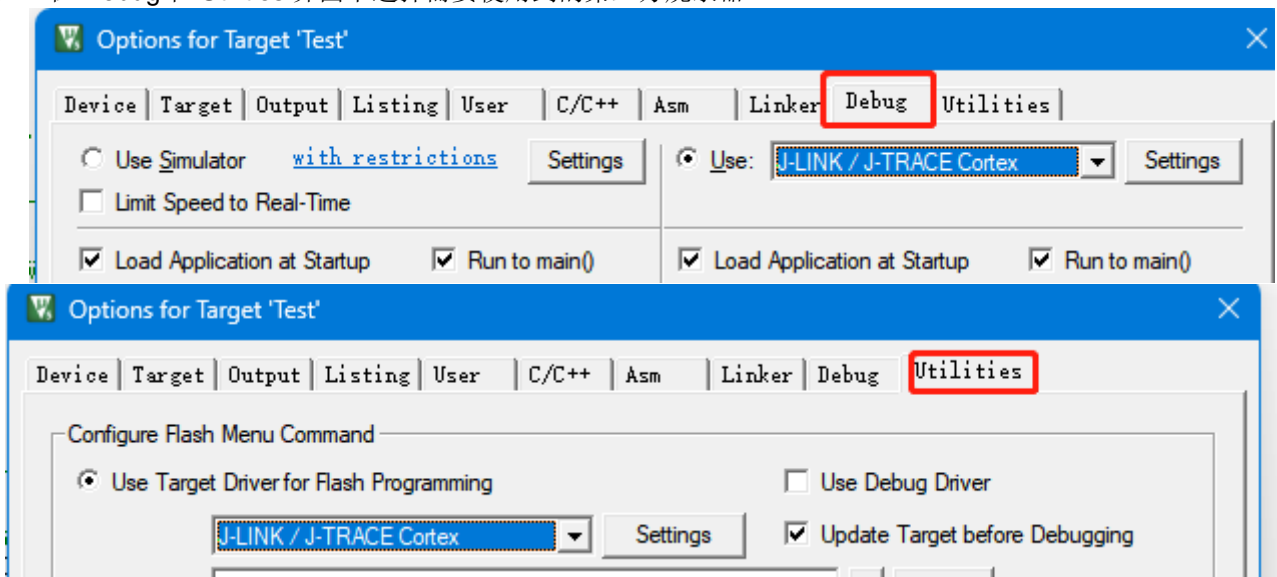 Options for Target 'Test'
Device Target Output Listing User C/C++ Asm Linker Debug Utilities
Use Simulator with restrictions Settings Use: J-LINK / J-TRACE Cortex Settings
Limit Speed to Real-Time
Load Application at Startup Run to main() Load Application at Startup Run to main()
Options for Target 'Test'
Device Target Output Listing User C/C++ Asm Linker Debug Utilities
Configure Flash Menu Command
Use Target Driver for Flash Programming Use Debug Driver
J-LINK / J-TRACE Cortex Settings Update Target before Debugging